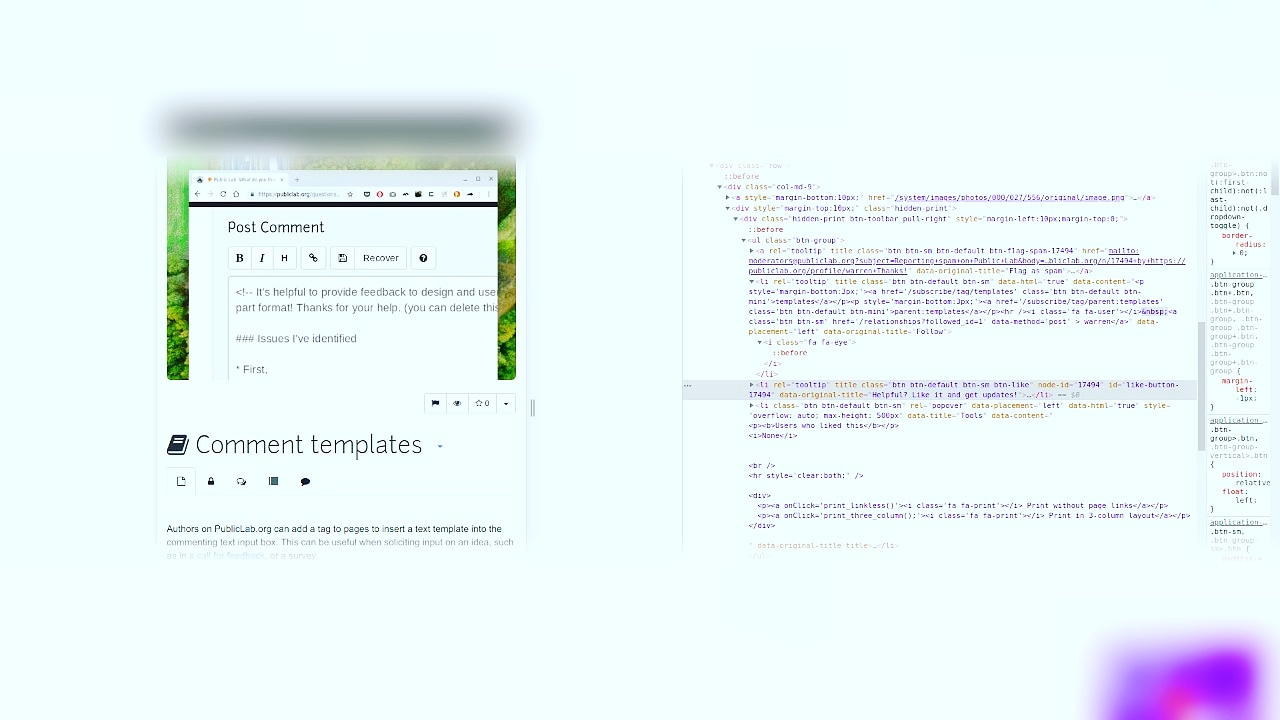 Public Lab: What do you thi
https://publiclab.org/questions
Post Comment
B I H Recover
<!-- It's helpful to provide feedback to design and use
part format! Thanks for your help. (you can delete this
### Issues I've identified
* First,
0
Comment templates
Authors on PublicLab.org can add a tag to pages to insert a text template into the
commenting text input box. This can be useful when soliciting input on an idea, such
as in a call for feedback, or a survey.
<div class="row">
::before
<div class="col-md-9">
<a style="margin-bottom:10px;" href="/system/images/photos/000/027/556/original/image.png">…</a>
<div style="margin-top:10px;" class="hidden-print">
<div class="hidden-print btn-toolbar pull-right" style="margin-left:10px;margin-top:0;">
::before
<ul class="btn-group">
<a rel="tooltip" title class="btn btn-sm btn-default btn-flag-spam-17494" href="mailto:
moderators@publiclab.org?subject=Reporting+spam+on+Public+Lab&body=…bliclab.org/n/17494+by+https://
publiclab.org/profile/warren+Thanks!" data-original-title="Flag as spam">…</a>
<li rel="tooltip" title class="btn btn-default btn-sm" data-html="true" data-content="<p
style='margin-bottom:3px;'><a href='/subscribe/tag/templates' class='btn btn-default btn-
mini'>templates</a></p><p style='margin-bottom:3px;'><a href='/subscribe/tag/parent:templates'
class='btn btn-default btn-mini'>parent:templates</a></p><hr /><i class='fa fa-user'></i>&nbsp;<a
class='btn btn-sm' href='/relationships?followed_id=1' data-method='post' > warren</a>" data-
placement="left" data-original-title="Follow">
<i class="fa fa-eye">
::before
</i>
</li>
<li rel="tooltip" title class="btn btn-default btn-sm btn-like" node-id="17494" id="like-button-
17494" data-original-title="Helpful? Like it and get updates!">…</li> == $0
<li class="btn btn-default btn-sm" rel="popover" data-placement="left" data-html="true" style=
"overflow: auto; max-height: 500px" data-title="Tools" data-content="
<p><b>Users who liked this</b></p>
<i>None</i>
<br />
<hr style='clear:both;' />
<div>
<p><a onClick='print_linkless()'><i class='fa fa-print'></i> Print without page links</a></p>
<p><a onClick='print_three_column();'><i class='fa fa-print'></i> Print in 3-column layout</a></p>
</div>
" data-original-title title>…</li>
</ul>
.btn-
group>.btn:no
t(:first-
child):not(:l
ast-
child):not(.d
ropdown-
toggle) {
border-
radius:
0;
}
application-…
.btn-group
.btn+.btn,
.btn-group
.btn+.btn-
group, .btn-
group .btn-
group+.btn,
.btn-group
.btn-
group+.btn-
group {
margin-
left:
-1px;
}
application-…
.btn-
group>.btn,
.btn-group-
vertical>.btn
{
position:
relative
float:
left;
}
application-…
.btn-sm,
.btn-group-
sm>.btn {